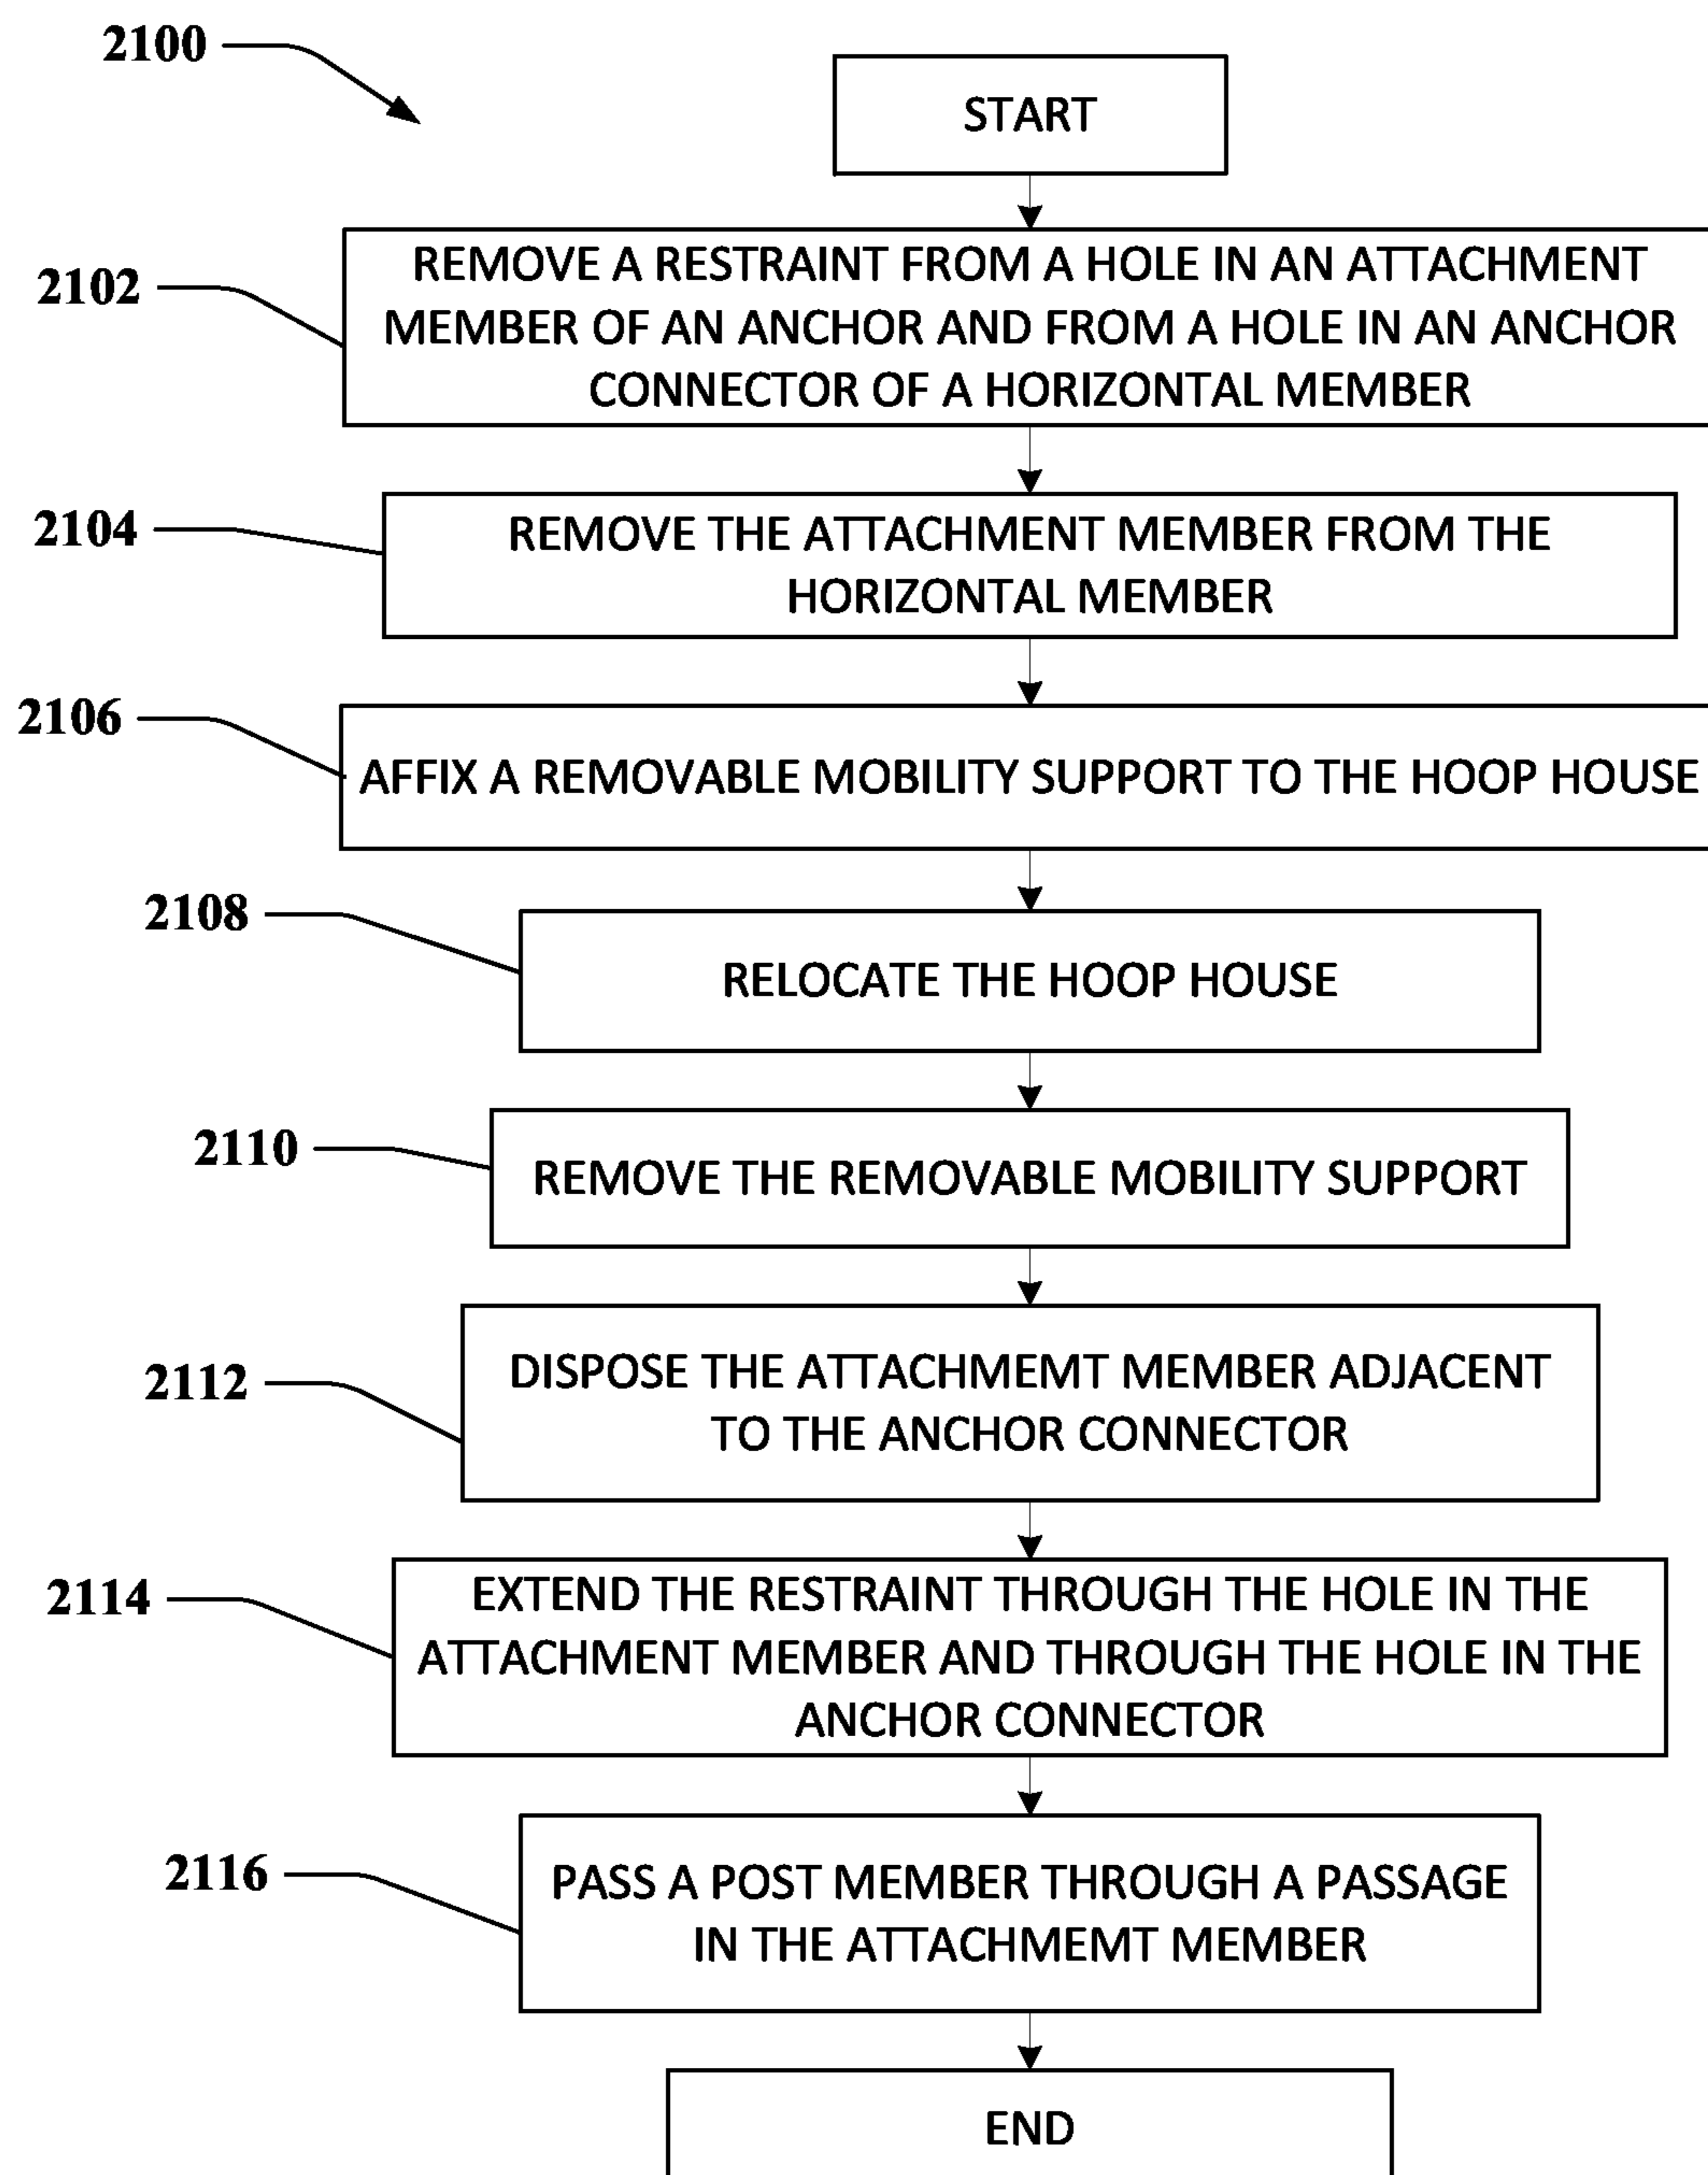 2100
START
2102
REMOVE A RESTRAINT FROM A HOLE IN AN ATTACHMENT
MEMBER OF AN ANCHOR AND FROM A HOLE IN AN ANCHOR
CONNECTOR OF A HORIZONTAL MEMBER
2104
REMOVE THE ATTACHMENT MEMBER FROM THE
HORIZONTAL MEMBER
2106
AFFIX A REMOVABLE MOBILITY SUPPORT TO THE HOOP HOUSE
2108
RELOCATE THE HOOP HOUSE
2110
REMOVE THE REMOVABLE MOBILITY SUPPORT
2112
DISPOSE THE ATTACHMEMT MEMBER ADJACENT
TO THE ANCHOR CONNECTOR
2114
EXTEND THE RESTRAINT THROUGH THE HOLE IN THE
ATTACHMENT MEMBER AND THROUGH THE HOLE IN THE
ANCHOR CONNECTOR
2116
PASS A POST MEMBER THROUGH A PASSAGE
IN THE ATTACHMEMT MEMBER
END